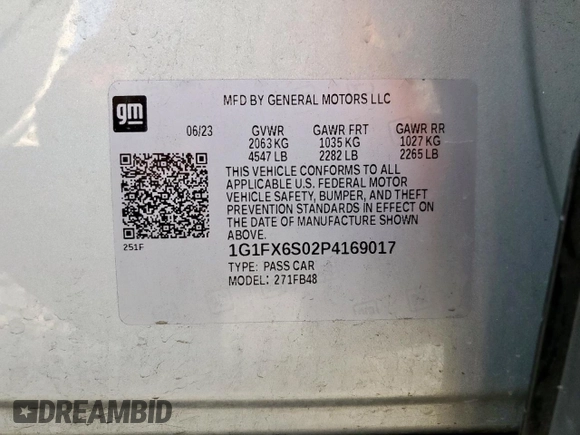 gm
MFD BY GENERAL MOTORS LLC
06/23 GVWR GAWR FRT GAWR RR
2063 KG 1035 KG 1027 KG
4547 LB 2282 LB 2265 LB
THIS VEHICLE CONFORMS TO ALL
APPLICABLE U.S. FEDERAL MOTOR
VEHICLE SAFETY, BUMPER, AND THEFT
PREVENTION STANDARDS IN EFFECT ON
THE DATE OF MANUFACTURE SHOWN
ABOVE.
251F
1G1FX6S02P4169017
TYPE: PASS CAR
MODEL: 271FB48
DREAMBID